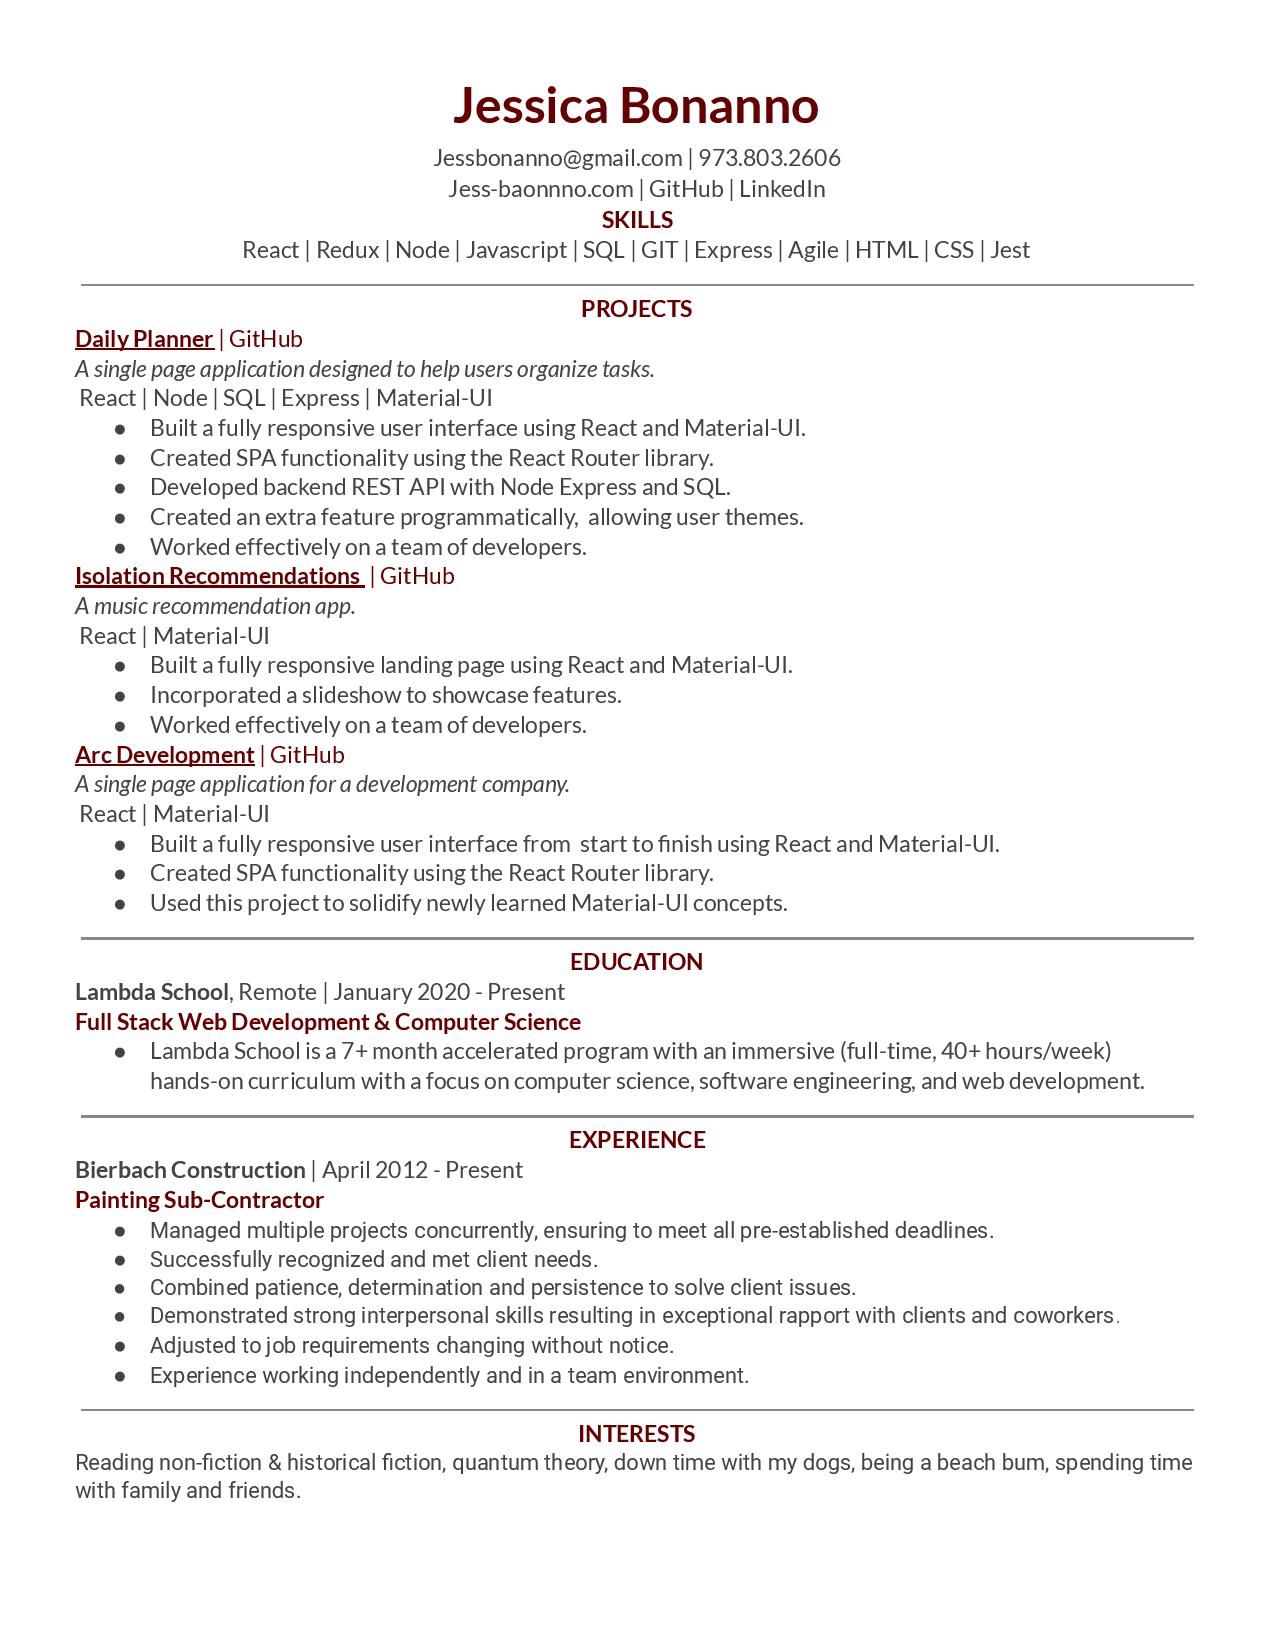 Jessica Bonanno
Jessbonanno@gmail.com | 973.803.2606
Jess-baonnno.com | GitHub | LinkedIn
SKILLS
React | Redux | Node | Javascript | SQL | GIT | Express | Agile | HTML | CSS | Jest
PROJECTS
Daily Planner | GitHub
A single page application designed to help users organize tasks.
React | Node | SQL | Express | Material-UI
● Built a fully responsive user interface using React and Material-UI.
● Created SPA functionality using the React Router library.
● Developed backend REST API with Node Express and SQL.
● Created an extra feature programmatically,  allowing user themes.
● Worked effectively on a team of developers.
Isolation Recommendations  | GitHub
A music recommendation app.
React | Material-UI
● Built a fully responsive landing page using React and Material-UI.
● Incorporated a slideshow to showcase features.
● Worked effectively on a team of developers.
Arc Development | GitHub
A single page application for a development company.
React | Material-UI
● Built a fully responsive user interface from  start to finish using React and Material-UI.
● Created SPA functionality using the React Router library.
● Used this project to solidify newly learned Material-UI concepts.
EDUCATION
Lambda School, Remote | January 2020 - Present
Full Stack Web Development & Computer Science
● Lambda School is a 7+ month accelerated program with an immersive (full-time, 40+ hours/week)
hands-on curriculum with a focus on computer science, software engineering, and web development.
EXPERIENCE
Bierbach Construction | April 2012 - Present
Painting Sub-Contractor
● Managed multiple projects concurrently, ensuring to meet all pre-established deadlines.
● Successfully recognized and met client needs.
● Combined patience, determination and persistence to solve client issues.
● Demonstrated strong interpersonal skills resulting in exceptional rapport with clients and coworkers.
● Adjusted to job requirements changing without notice.
● Experience working independently and in a team environment.
INTERESTS
Reading non-fiction & historical fiction, quantum theory, down time with my dogs, being a beach bum, spending time
with family and friends.